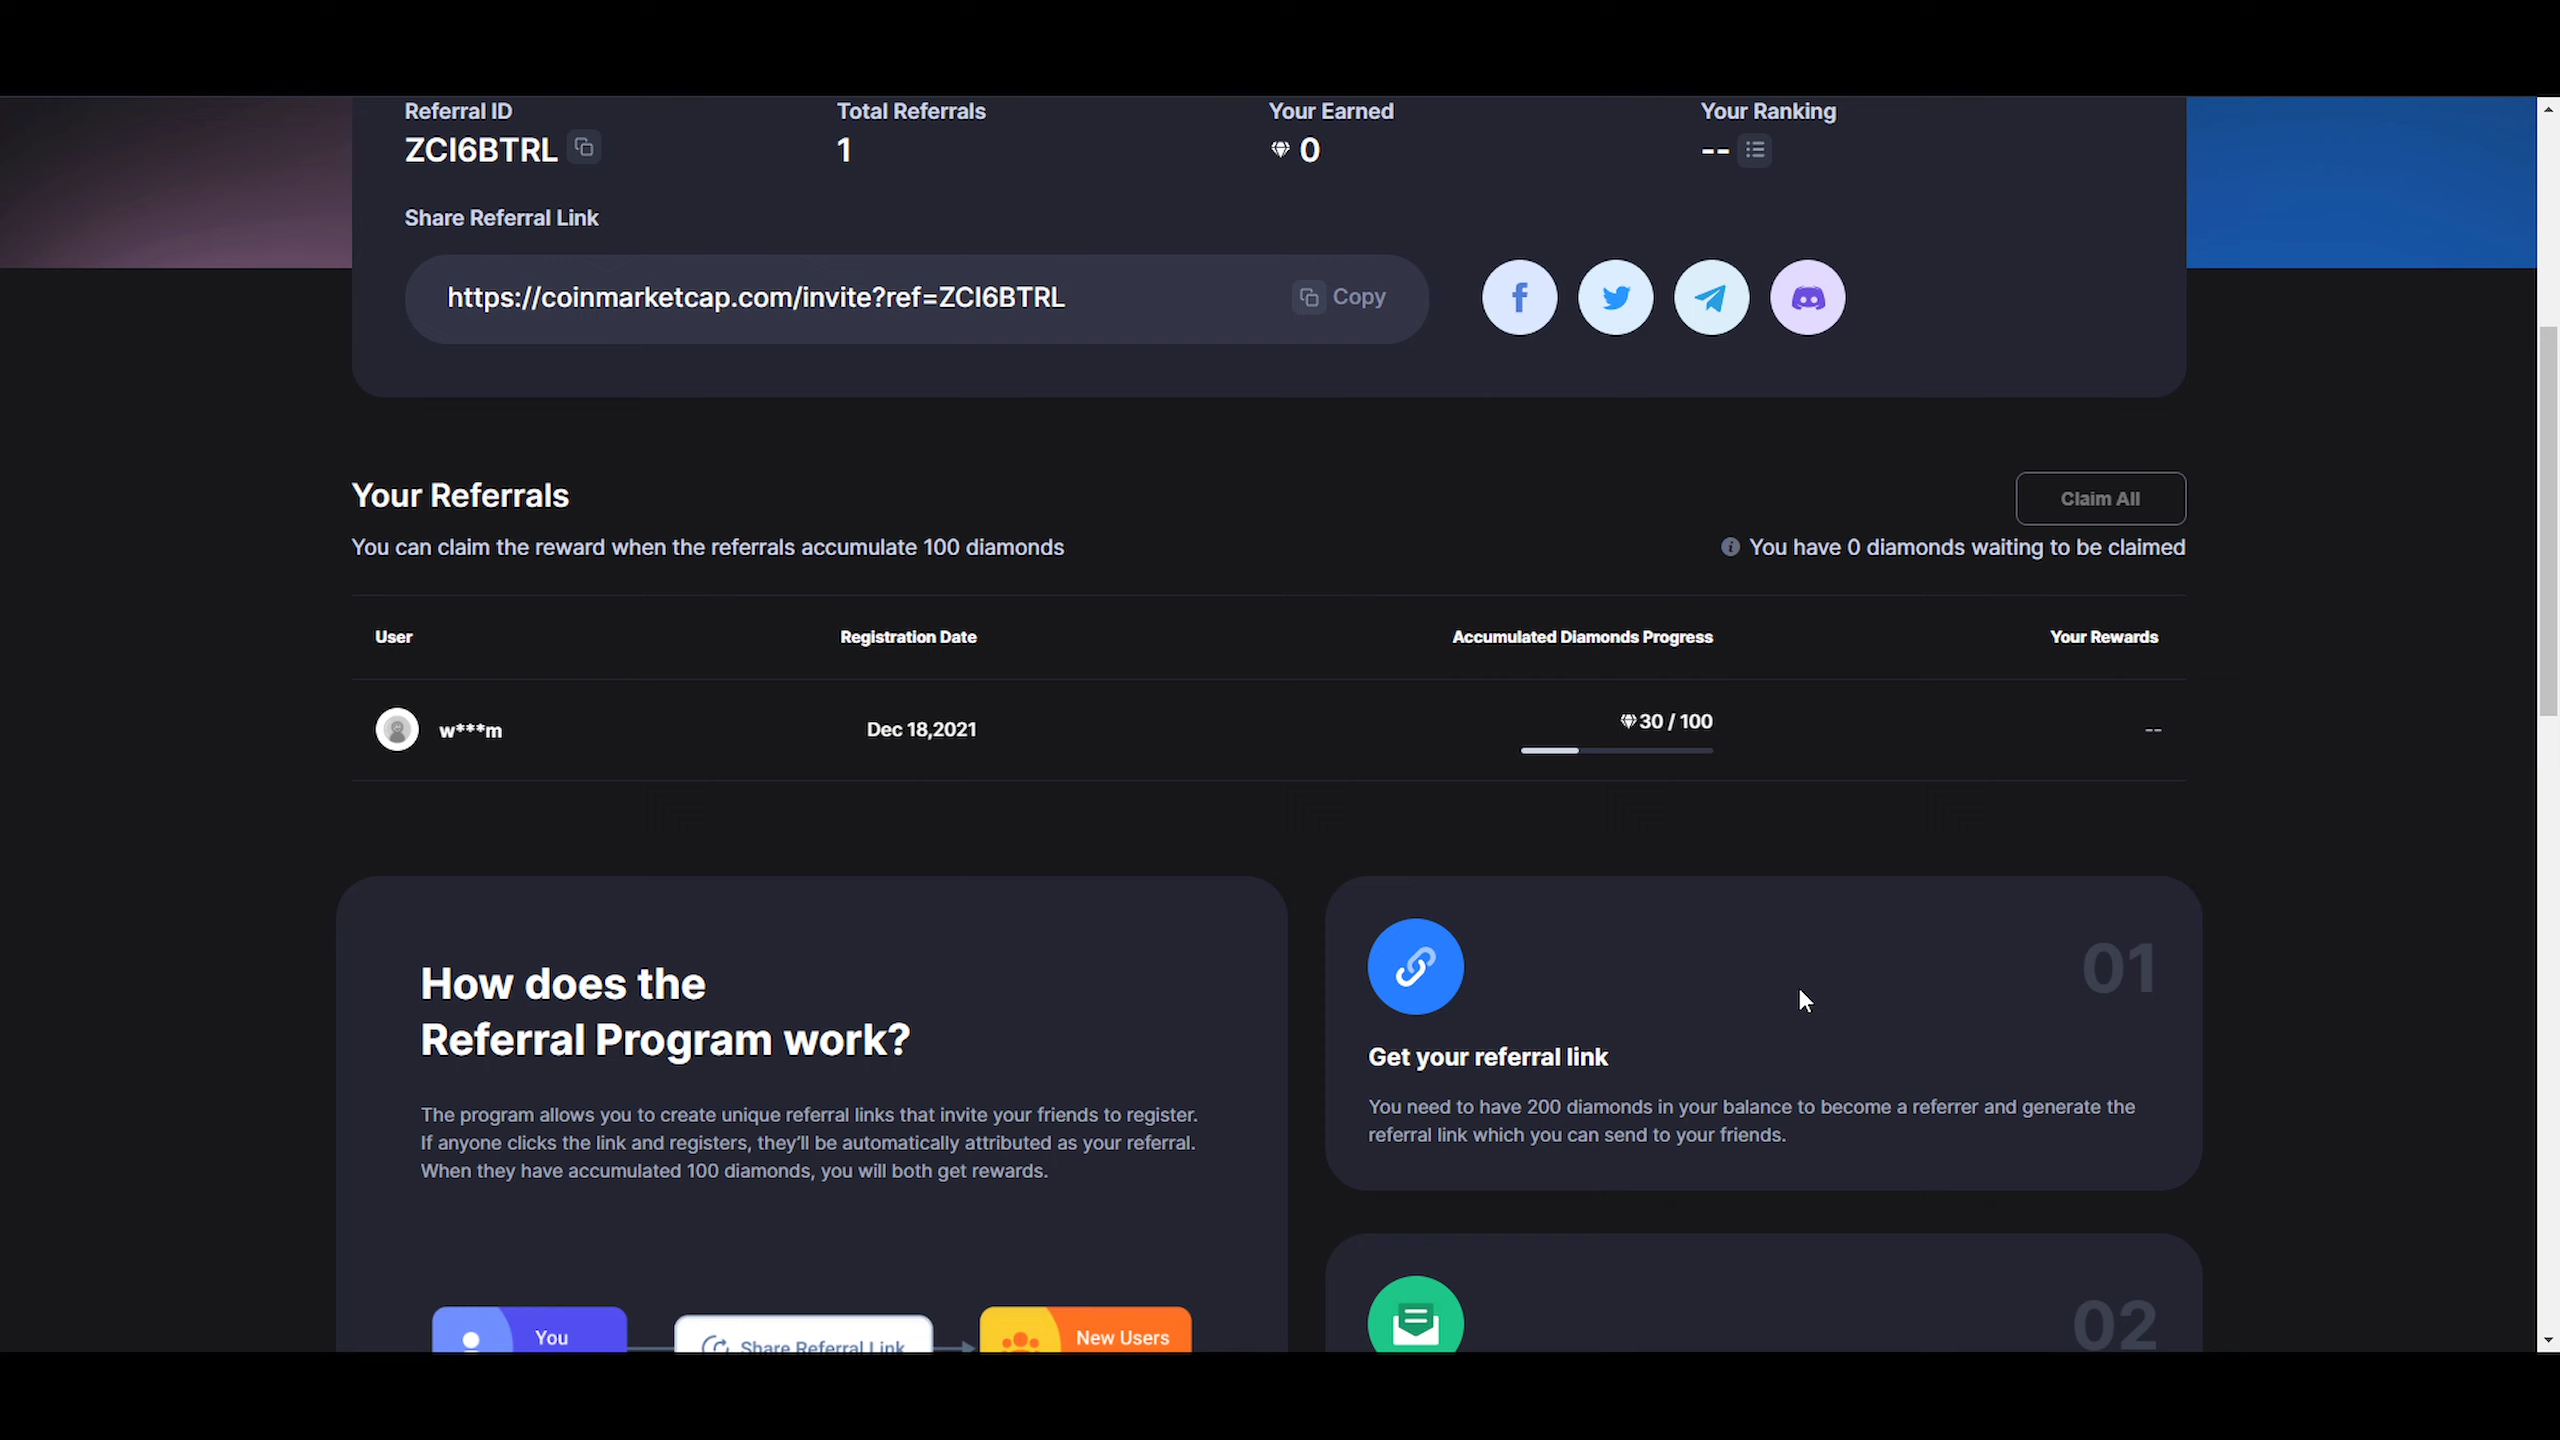 Referral ID
Total Referrals
Your Earned
Your Ranking
ZCI6BTRL
1
0
--
Share Referral Link
https://coinmarketcap.com/invite?ref=ZCI6BTRL
Copy
Your Referrals
Claim All
You can claim the reward when the referrals accumulate 100 diamonds
You have 0 diamonds waiting to be claimed
User
Registration Date
Accumulated Diamonds Progress
Your Rewards
w***m
Dec 18,2021
30 / 100
--
How does the
Referral Program work?
The program allows you to create unique referral links that invite your friends to register.
If anyone clicks the link and registers, they'll be automatically attributed as your referral.
When they have accumulated 100 diamonds, you will both get rewards.
You
Share Referral Link
New Users
01
Get your referral link
You need to have 200 diamonds in your balance to become a referrer and generate the
referral link which you can send to your friends.
02